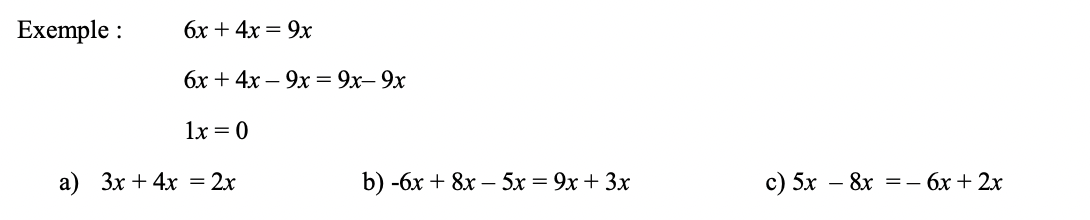 Exemple : 6x + 4x = 9x
6x + 4x – 9x = 9x– 9x
1x = 0
a) 3x + 4x = 2x b) -6x + 8x – 5x = 9x + 3x c) 5x – 8x = – 6x + 2x